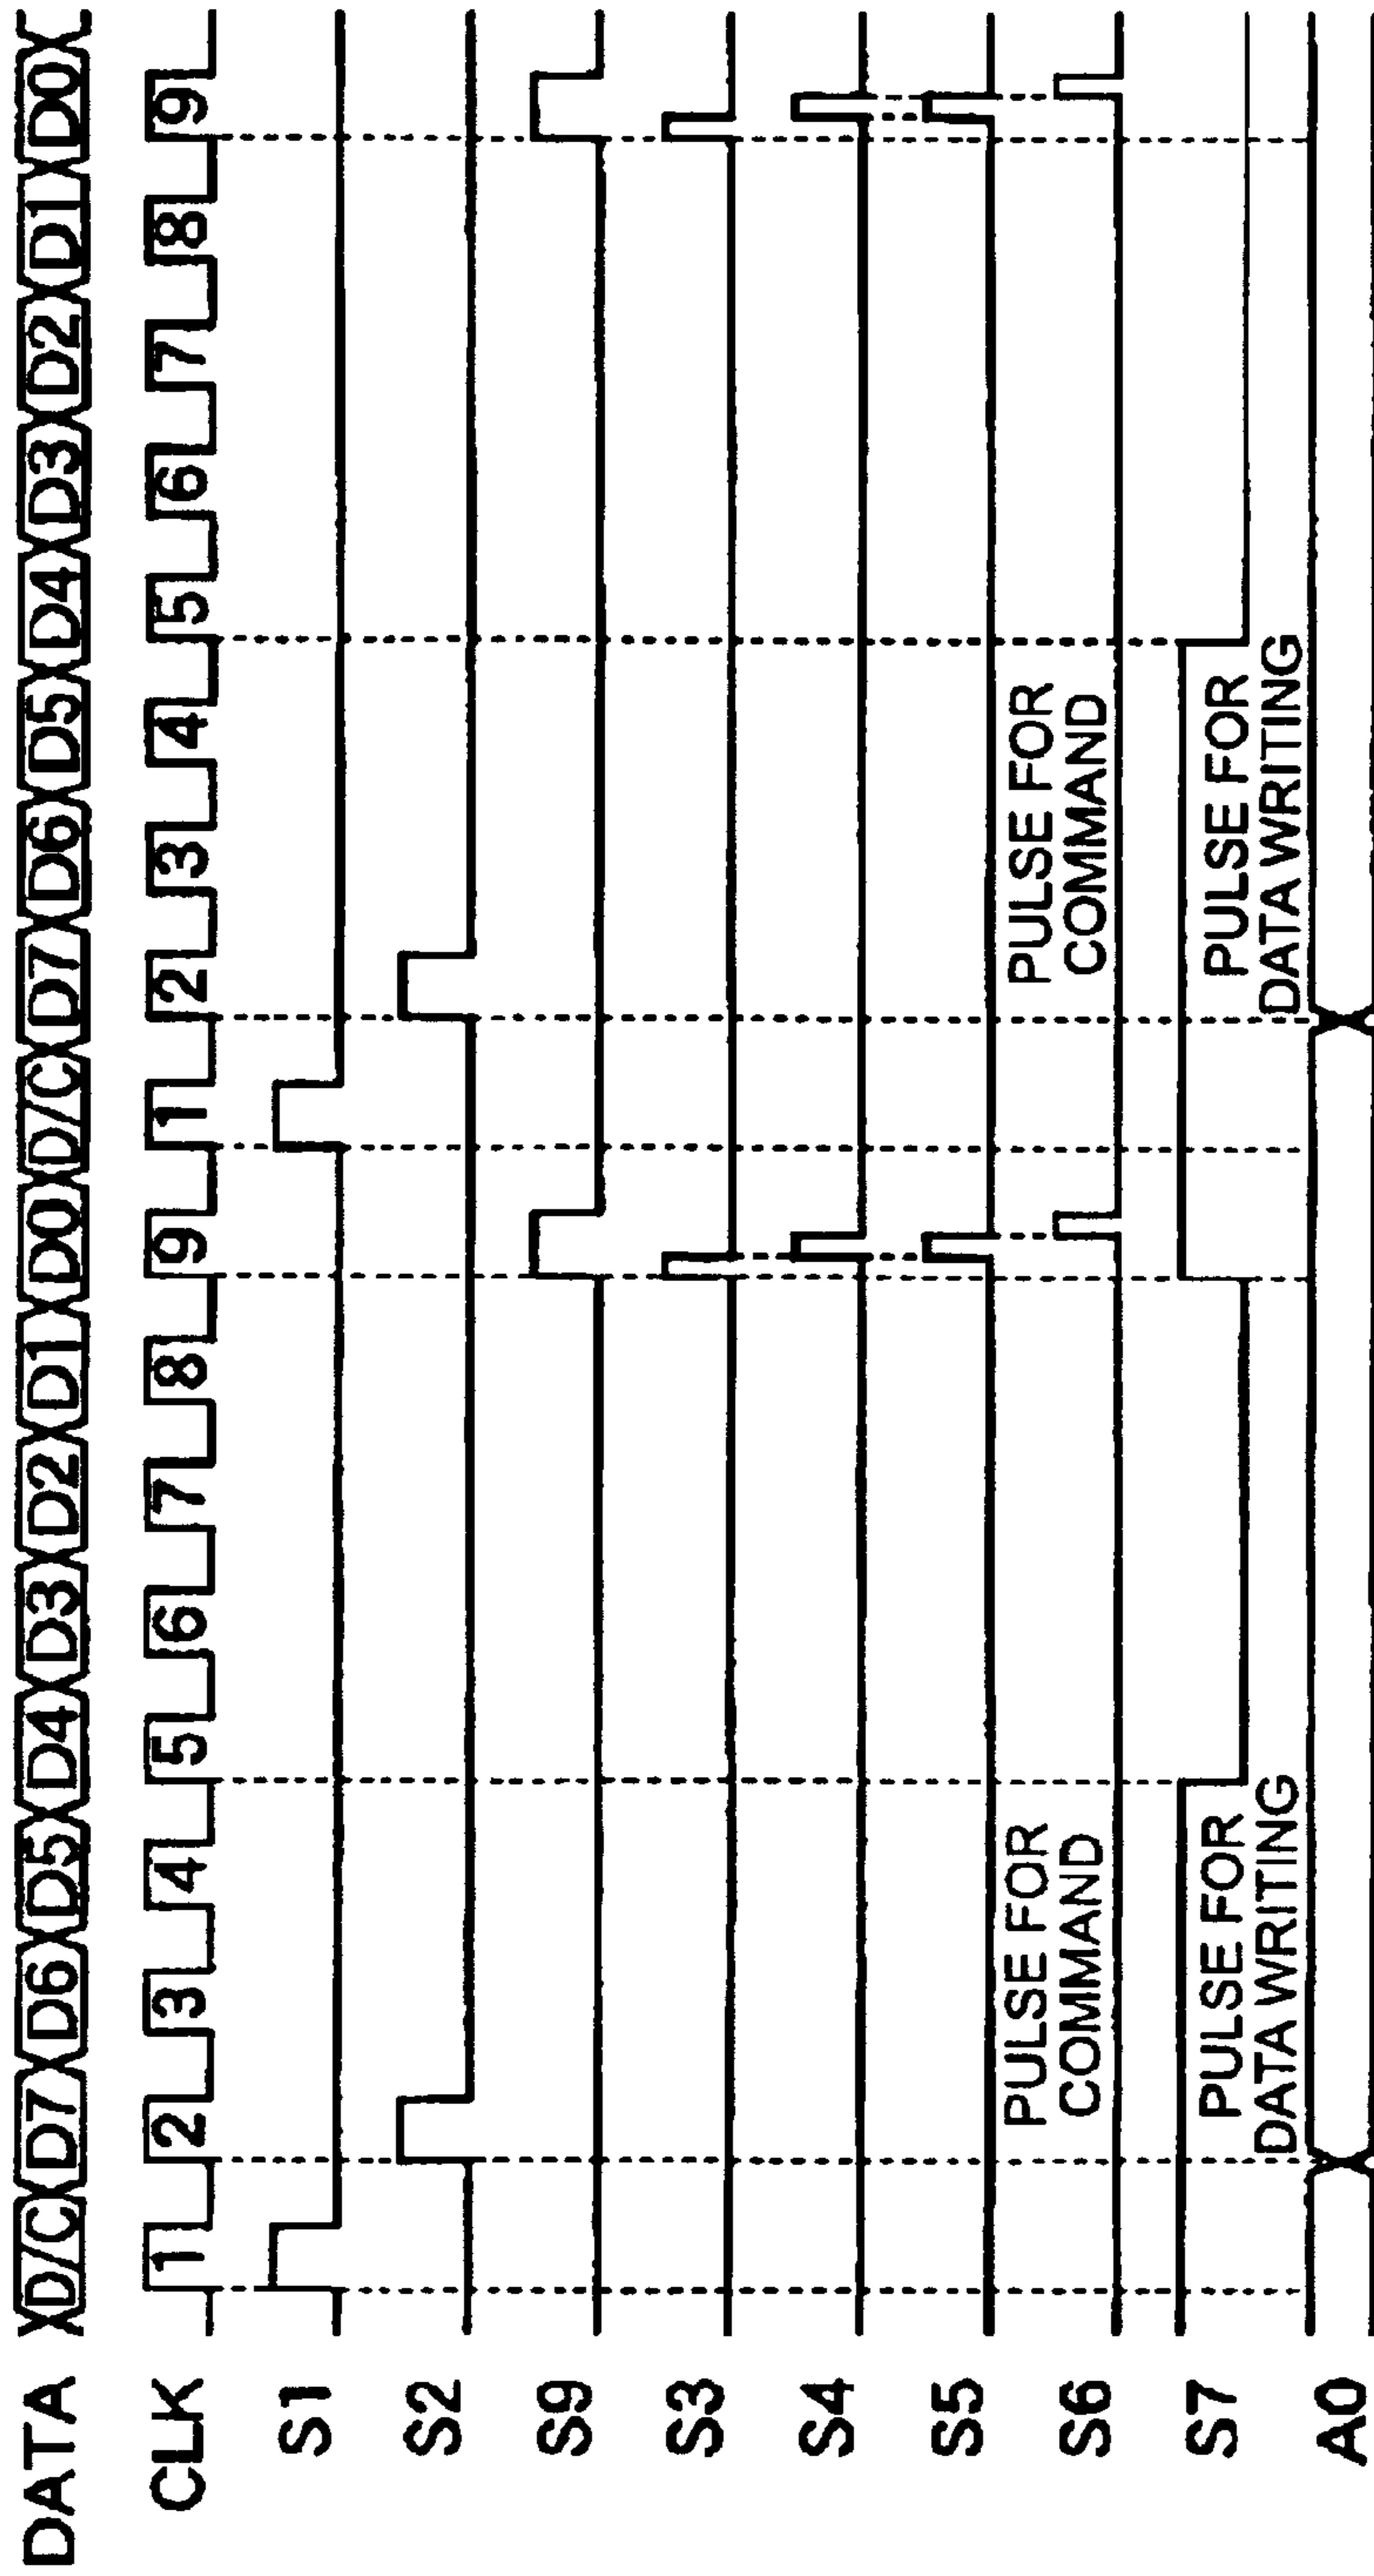 DATA D/C D7 D6 D5 D4 D3 D2 D1 D0 D/C D7 D6 D5 D4 D3 D2 D1 D0
CLK 1 2 3 4 5 6 7 8 9 1 2 3 4 5 6 7 8 9
S1
S2
S9
S3
S4
S5
PULSE FOR
COMMAND
PULSE FOR
COMMAND
S6
S7
PULSE FOR
DATA WRITING
PULSE FOR
DATA WRITING
A0